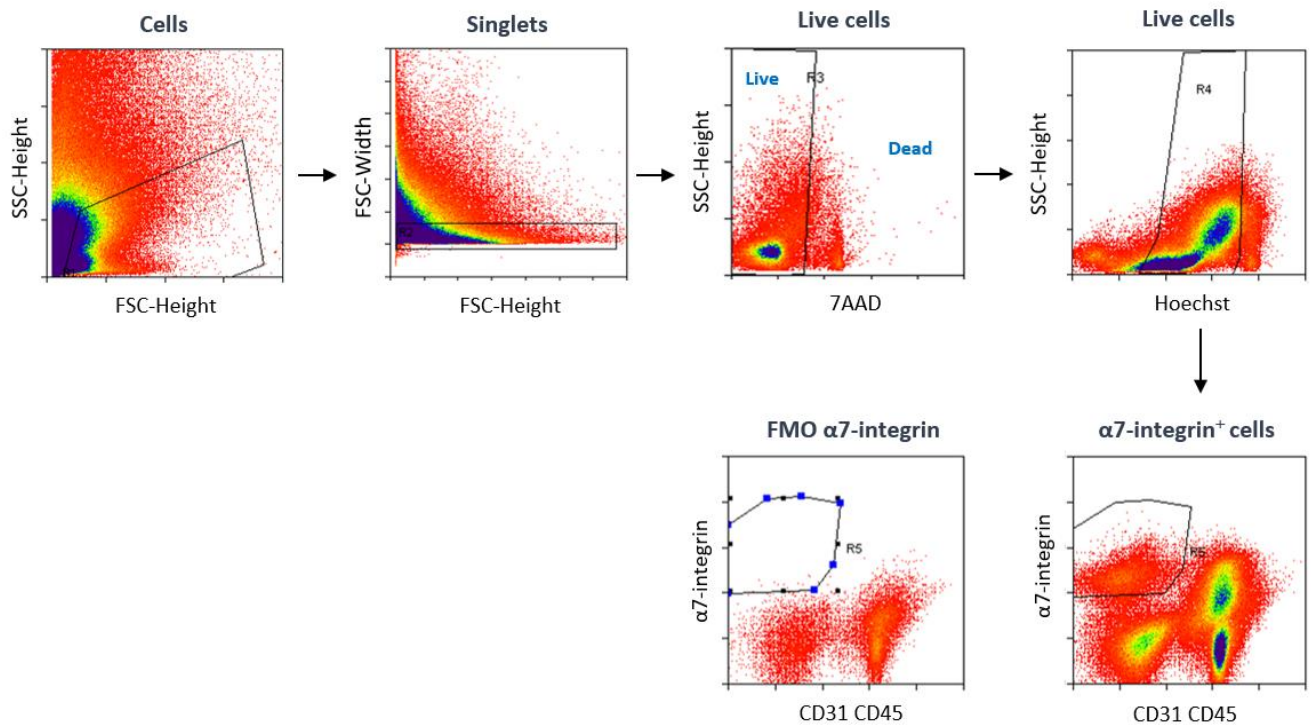 Cells
Singlets
Live cells
Live cells
SSC-Height
FSC-Height
FSC-Width
R2
FSC-Height
SSC-Height
Live
R3
Dead
7AAD
SSC-Height
R4
Hoechst
FMO α7-integrin
α7-integrin⁺ cells
α7-integrin
R5
CD31 CD45
α7-integrin
R5
CD31 CD45